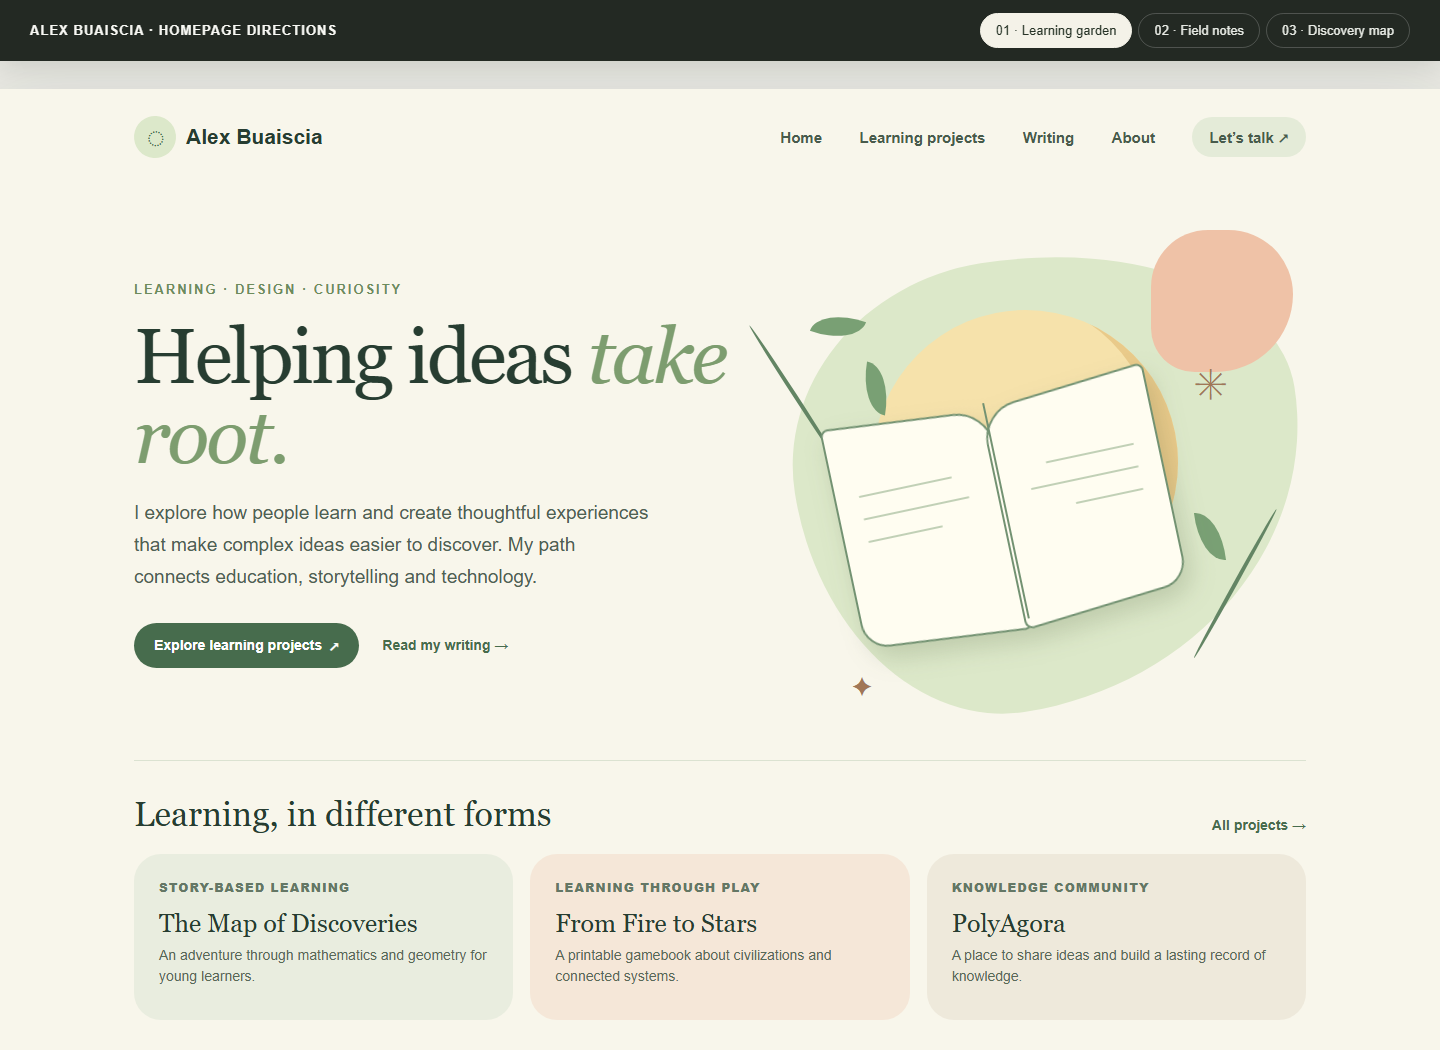 ALEX BUAISCIA · HOMEPAGE DIRECTIONS
01 · Learning garden
02 · Field notes
03 · Discovery map
Alex Buaiscia
Home
Learning projects
Writing
About
Let’s talk ↗
LEARNING · DESIGN · CURIOSITY
Helping ideas take
root.
I explore how people learn and create thoughtful experiences
that make complex ideas easier to discover. My path
connects education, storytelling and technology.
Explore learning projects ↗
Read my writing →
Learning, in different forms
All projects →
STORY-BASED LEARNING
The Map of Discoveries
An adventure through mathematics and geometry for
young learners.
LEARNING THROUGH PLAY
From Fire to Stars
A printable gamebook about civilizations and
connected systems.
KNOWLEDGE COMMUNITY
PolyAgora
A place to share ideas and build a lasting record of
knowledge.